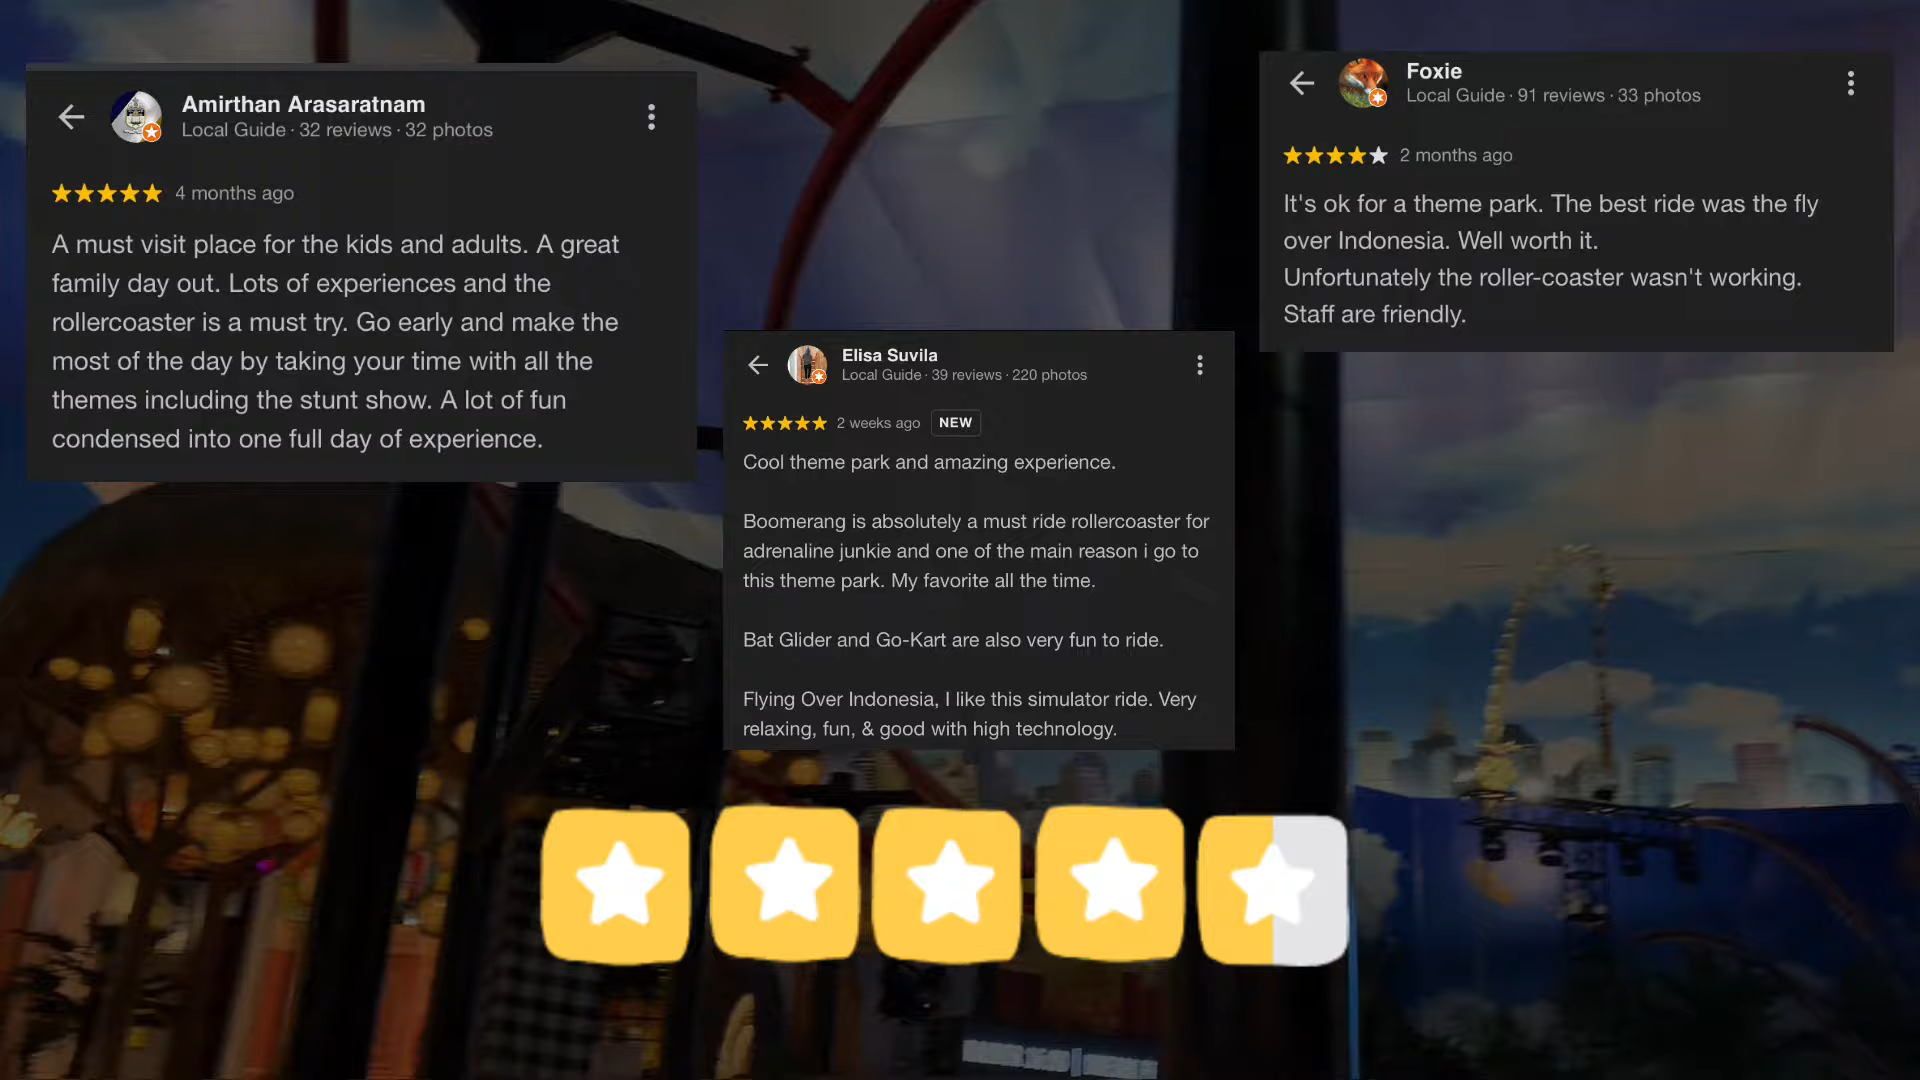 Amirthan Arasaratnam
Local Guide · 32 reviews · 32 photos
4 months ago
A must visit place for the kids and adults. A great
family day out. Lots of experiences and the
rollercoaster is a must try. Go early and make the
most of the day by taking your time with all the
themes including the stunt show. A lot of fun
condensed into one full day of experience.
Elisa Suvila
Local Guide · 39 reviews · 220 photos
2 weeks ago NEW
Cool theme park and amazing experience.
Boomerang is absolutely a must ride rollercoaster for
adrenaline junkie and one of the main reason i go to
this theme park. My favorite all the time.
Bat Glider and Go-Kart are also very fun to ride.
Flying Over Indonesia, I like this simulator ride. Very
relaxing, fun, & good with high technology.
Foxie
Local Guide · 91 reviews · 33 photos
2 months ago
It's ok for a theme park. The best ride was the fly
over Indonesia. Well worth it.
Unfortunately the roller-coaster wasn't working.
Staff are friendly.